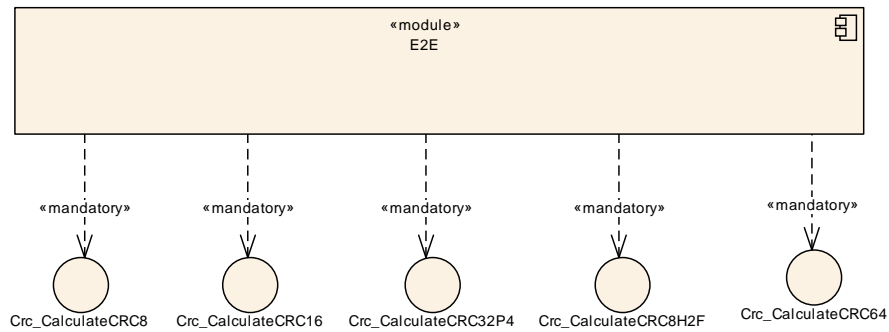 «module»
E2E
«mandatory»
«mandatory»
«mandatory»
«mandatory»
«mandatory»
Crc_CalculateCRC8
Crc_CalculateCRC16
Crc_CalculateCRC32P4
Crc_CalculateCRC8H2F
Crc_CalculateCRC64